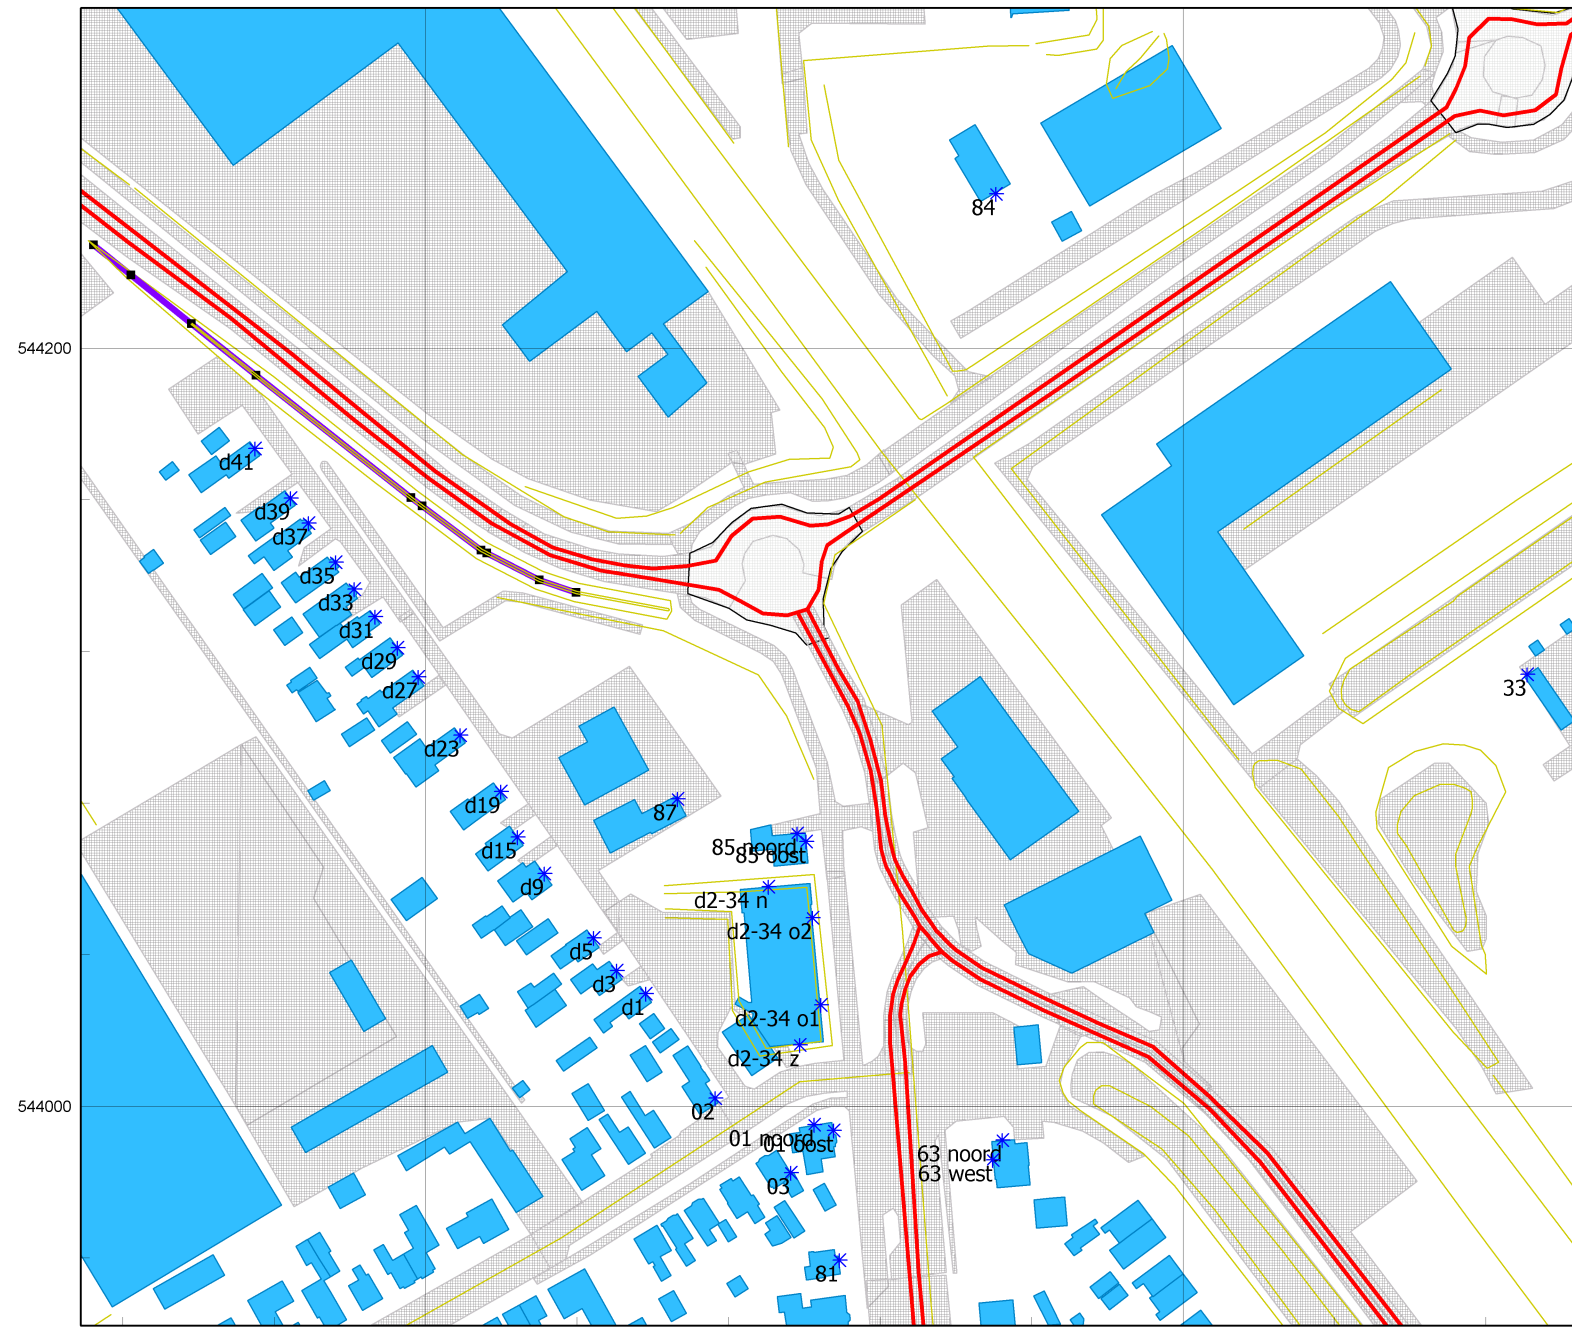 84
544200
d41
d39
d37
d35
d33
d31
d29
d27
33
d23
d19
87
d15
85 noord
85 oost
d9
d2-34 n
d2-34 o2
d5
d3
d1
d2-34 o1
d2-34 z
544000
02
01 noord
01 oost
63 noord
63 west
03
81